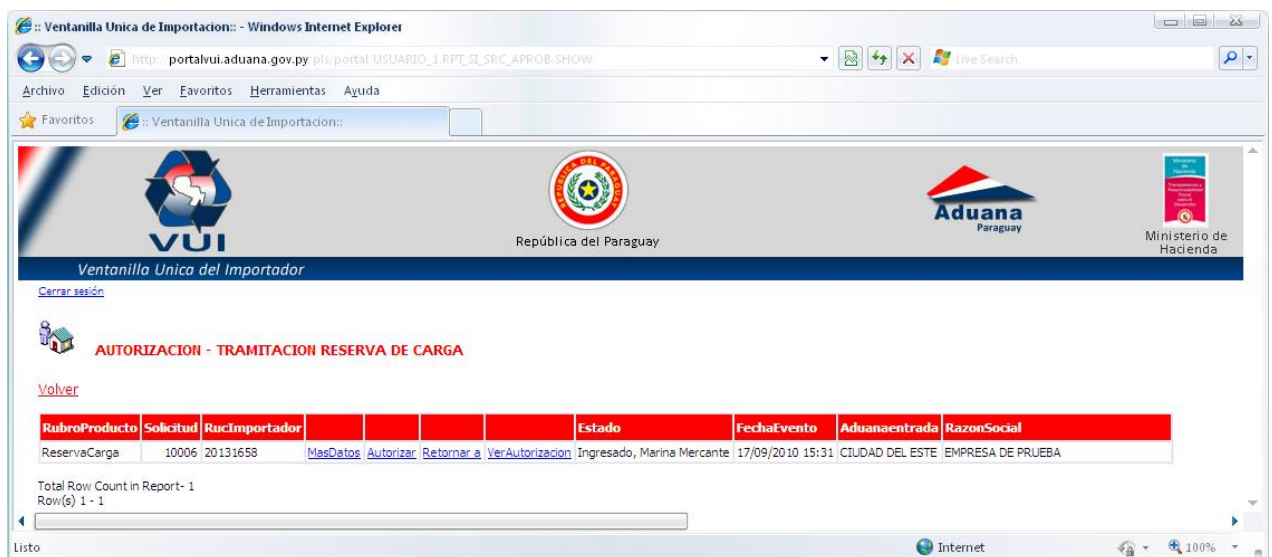 :: Ventanilla Unica de Importacion:: - Windows Internet Explorer
http://portalvui.aduana.gov.py/pls/portal/USUARIO_1.RPT_SI_SRC_APROB.SHOW Live Search
Archivo Edición Ver Favoritos Herramientas Ayuda
Favoritos :: Ventanilla Unica de Importacion::
VUI
República del Paraguay
Aduana
Paraguay
Ministerio de
Hacienda
Ventanilla Unica del Importador
Cerrar sesión
AUTORIZACION - TRAMITACION RESERVA DE CARGA
Volver
RubroProducto Solicitud RucImportador Estado FechaEvento Aduanaentrada RazonSocial
ReservaCarga 10006 20131658 MasDatos Autorizar Retornar a VerAutorizacion Ingresado, Marina Mercante 17/09/2010 15:31 CIUDAD DEL ESTE EMPRESA DE PRUEBA
Total Row Count in Report- 1
Row(s) 1 - 1
Listo Internet 100%